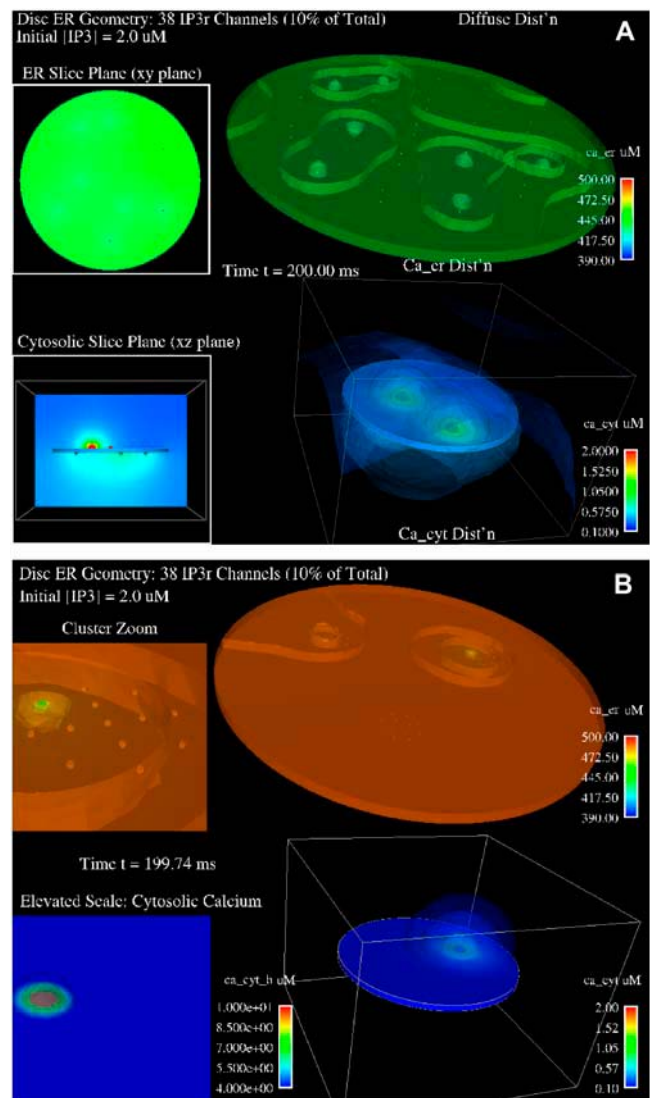 Disc ER Geometry: 38 IP3r Channels (10% of Total)
Diffuse Dist'n
A
Initial |IP3| = 2.0 uM
ER Slice Plane (xy plane)
ca_er uM
500.00
472.50
445.00
417.50
390.00
Time t = 200.00 ms
Ca_er Dist'n
Cytosolic Slice Plane (xz plane)
ca_cyt uM
2.0000
1.5250
1.0500
0.5750
0.1000
Ca_cyt Dist'n
Disc ER Geometry: 38 IP3r Channels (10% of Total)
B
Initial |IP3| = 2.0 uM
Cluster Zoom
ca_er uM
500.00
472.50
445.00
417.50
390.00
Time t = 199.74 ms
Elevated Scale: Cytosolic Calcium
ca_cyt_h uM
1.000e+01
8.500e+00
7.000e+00
5.500e+00
4.000e+00
ca_cyt uM
2.00
1.52
1.05
0.57
0.10